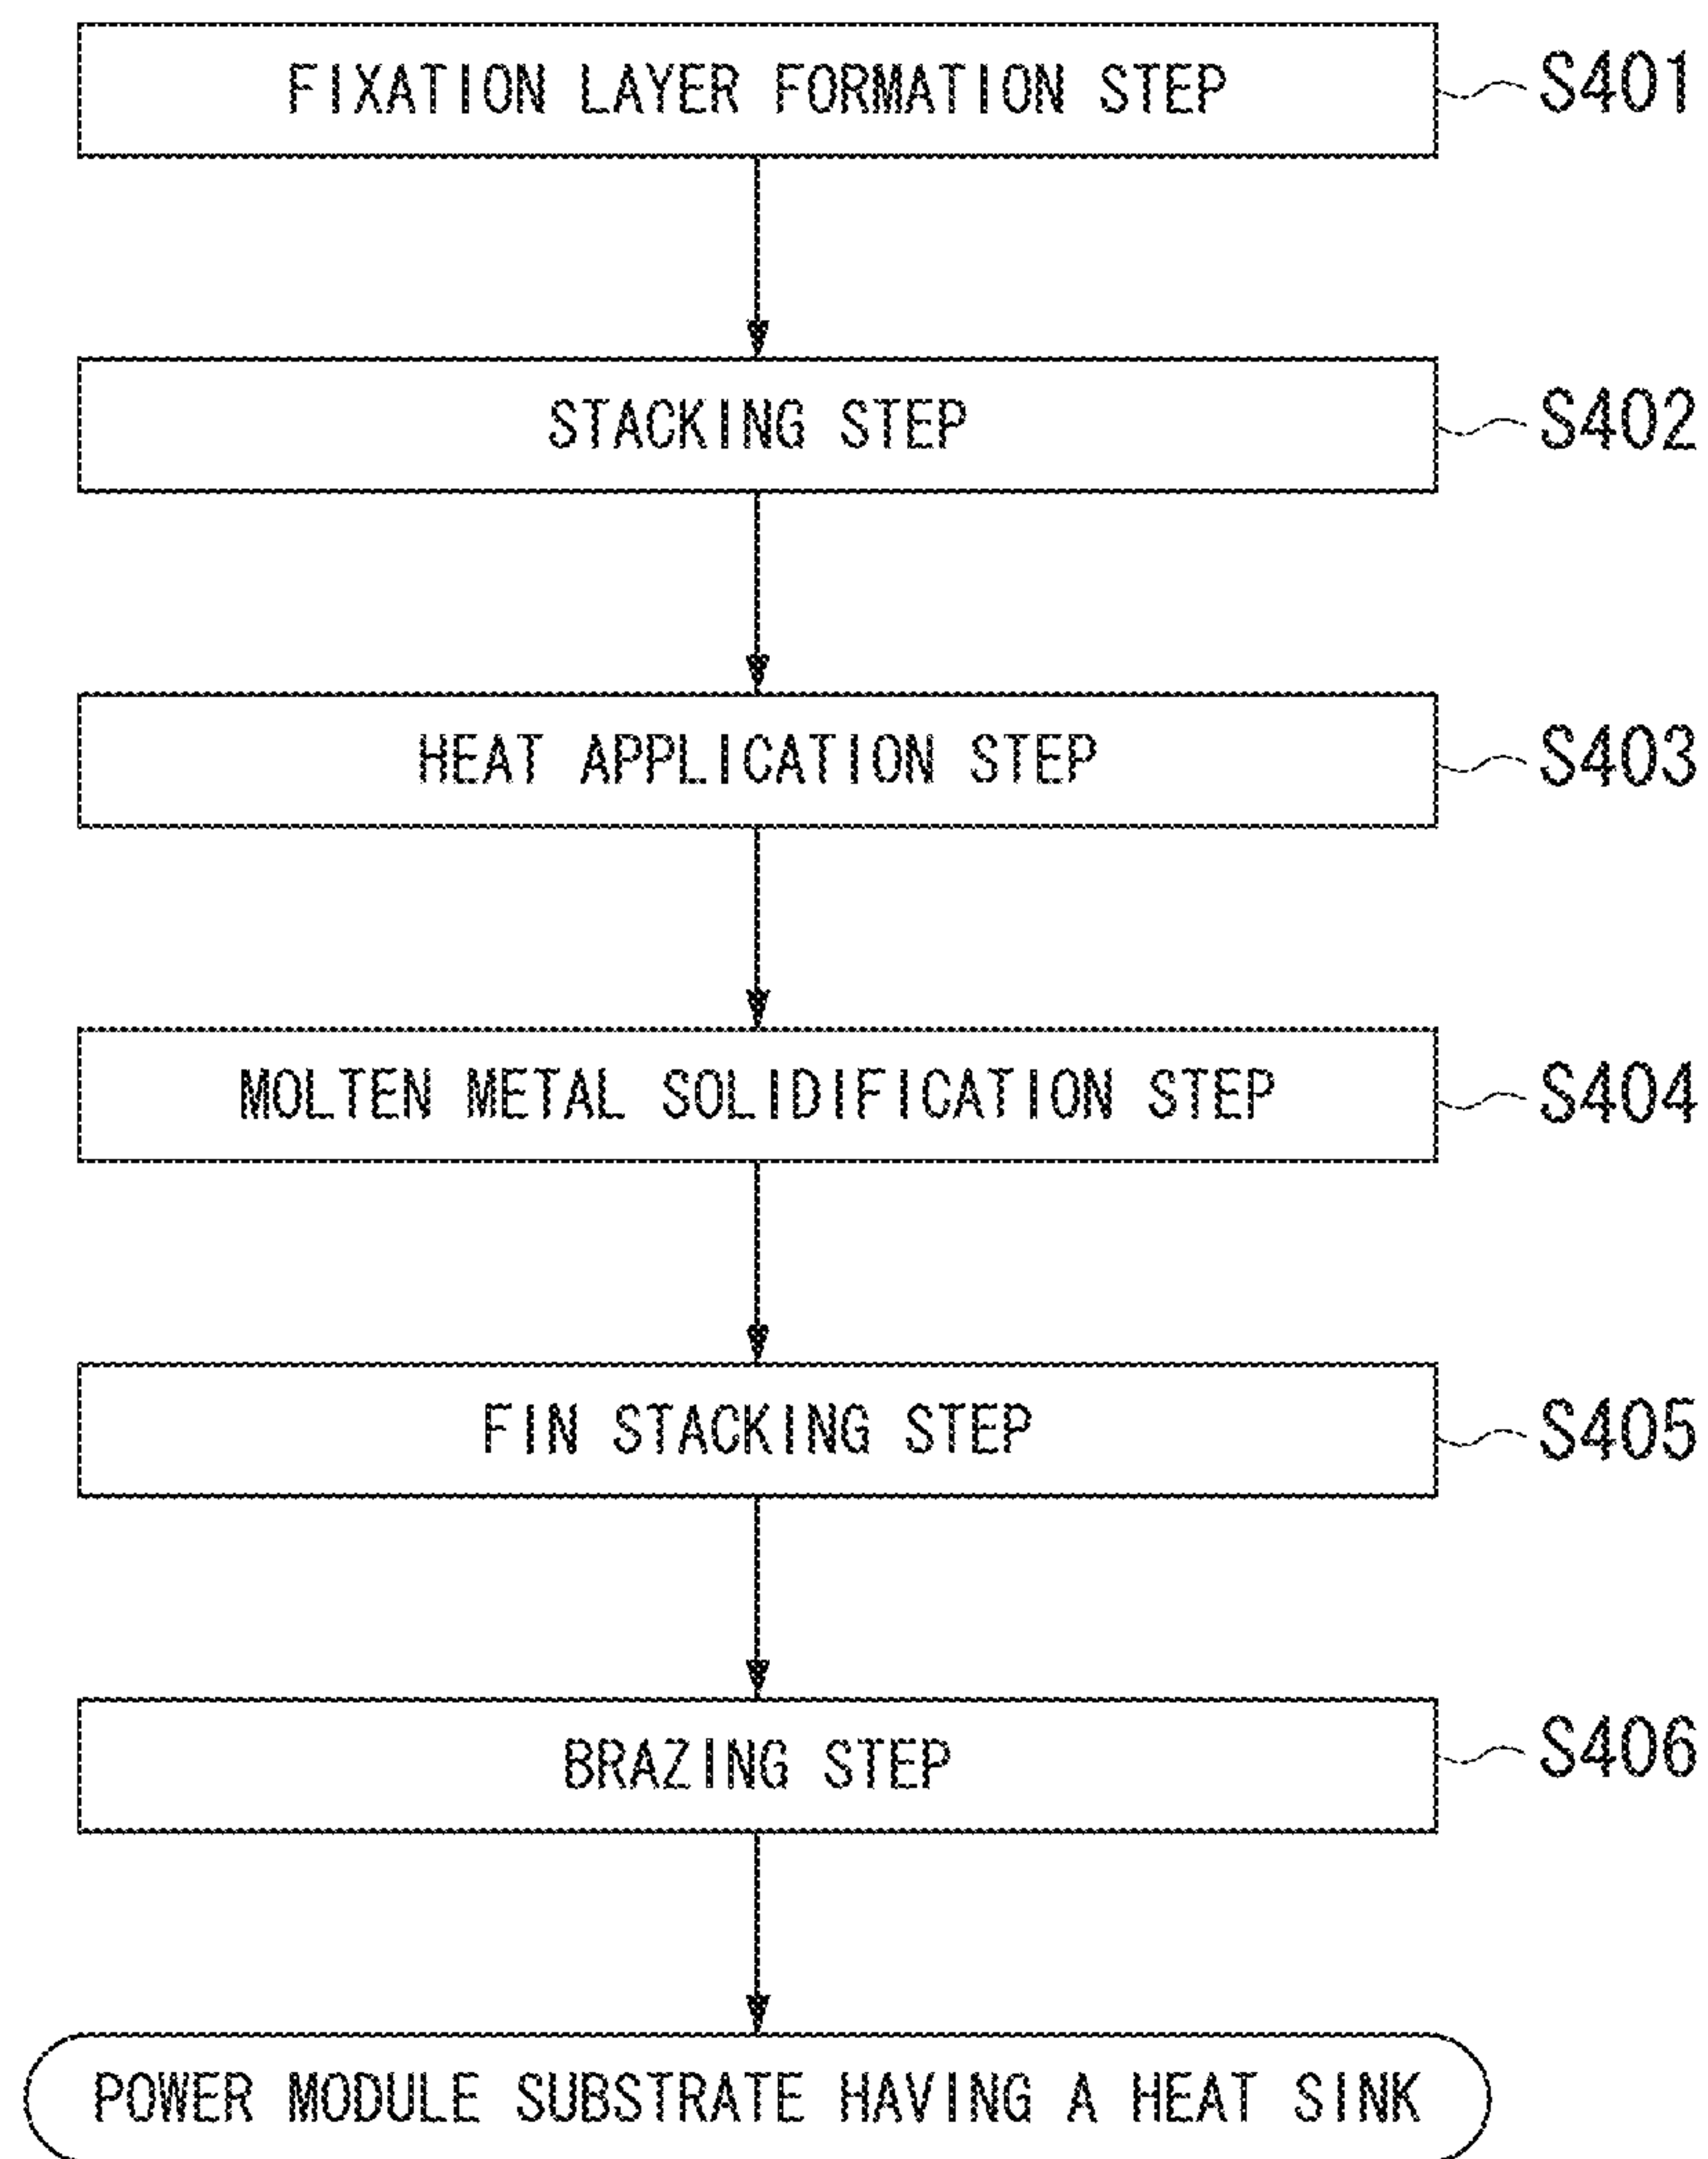 FIXATION LAYER FORMATION STEP S401
STACKING STEP S402
HEAT APPLICATION STEP S403
MOLTEN METAL SOLIDIFICATION STEP S404
FIN STACKING STEP S405
BRAZING STEP S406
POWER MODULE SUBSTRATE HAVING A HEAT SINK